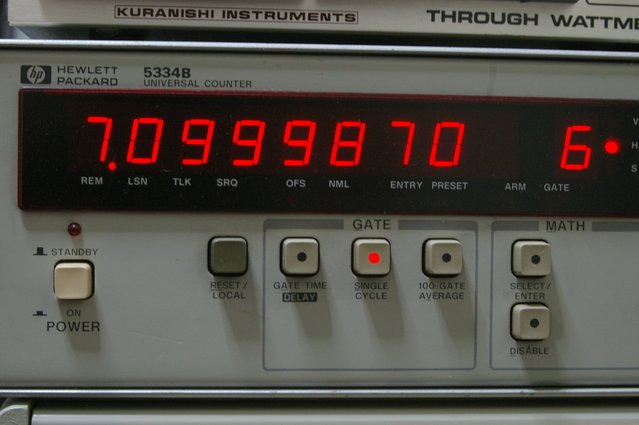 KURANISHI INSTRUMENTS
THROUGH WATTME
hp HEWLETT PACKARD
5334B
UNIVERSAL COUNTER
7.0999870 6
REM LSN TLK SRQ OFS NML ENTRY PRESET ARM GATE
V
H
S
STANDBY
ON
POWER
RESET/
LOCAL
GATE
GATE TIME
DELAY
SINGLE
CYCLE
100-GATE
AVERAGE
MATH
SELECT/
ENTER
DISABLE